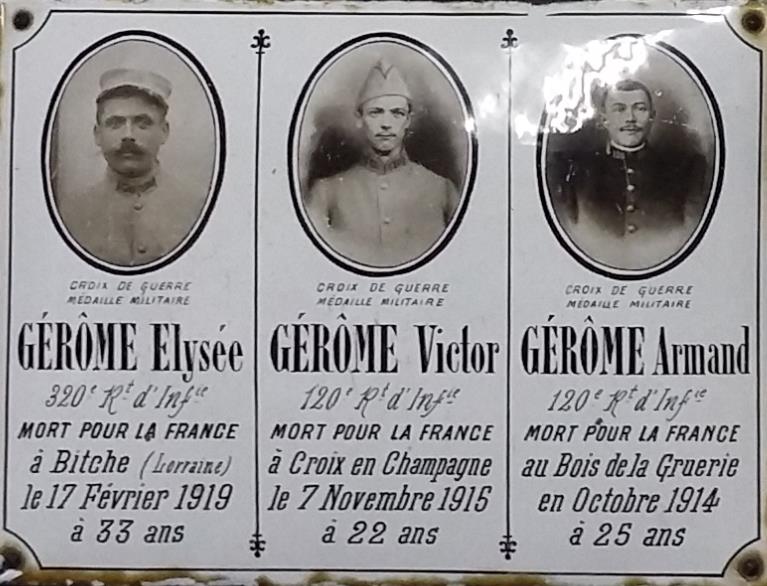 CROIX DE GUERRE
MÉDAILLE MILITAIRE
GÉRÔME Elysée
320e Rt d'Infie
MORT POUR LA FRANCE
à Bitche (Lorraine)
le 17 Février 1919
à 33 ans
CROIX DE GUERRE
MÉDAILLE MILITAIRE
GÉRÔME Victor
120e Rt d'Infie
MORT POUR LA FRANCE
à Croix en Champagne
le 7 Novembre 1915
à 22 ans
CROIX DE GUERRE
MÉDAILLE MILITAIRE
GÉRÔME Armand
120e Rt d'Infie
MORT POUR LA FRANCE
au Bois de la Gruerie
en Octobre 1914
à 25 ans